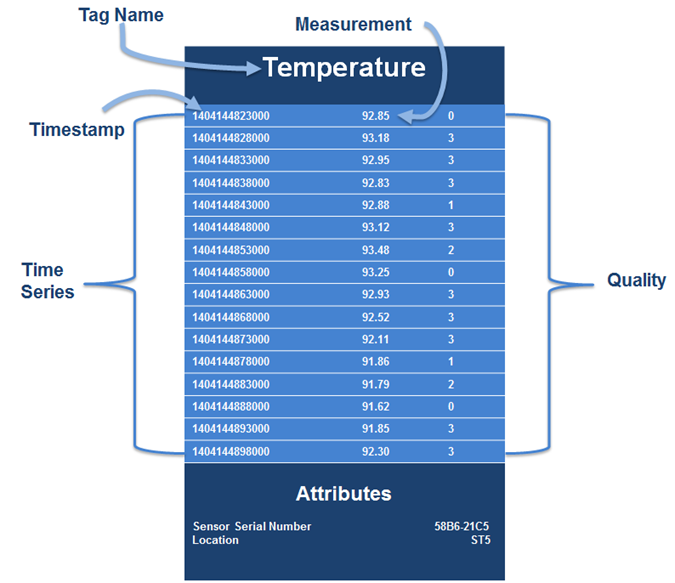 Tag Name
Measurement
Temperature
Timestamp
1404144823000 92.85 0
1404144828000 93.18 3
1404144833000 92.95 3
1404144838000 92.83 3
1404144843000 92.88 1
1404144848000 93.12 3
1404144853000 93.48 2
1404144858000 93.25 0
1404144863000 92.93 3
1404144868000 92.52 3
1404144873000 92.11 3
1404144878000 91.86 1
1404144883000 91.79 2
1404144888000 91.62 0
1404144893000 91.85 3
1404144898000 92.30 3
Time
Series
Quality
Attributes
Sensor Serial Number 58B6-21C5
Location ST5